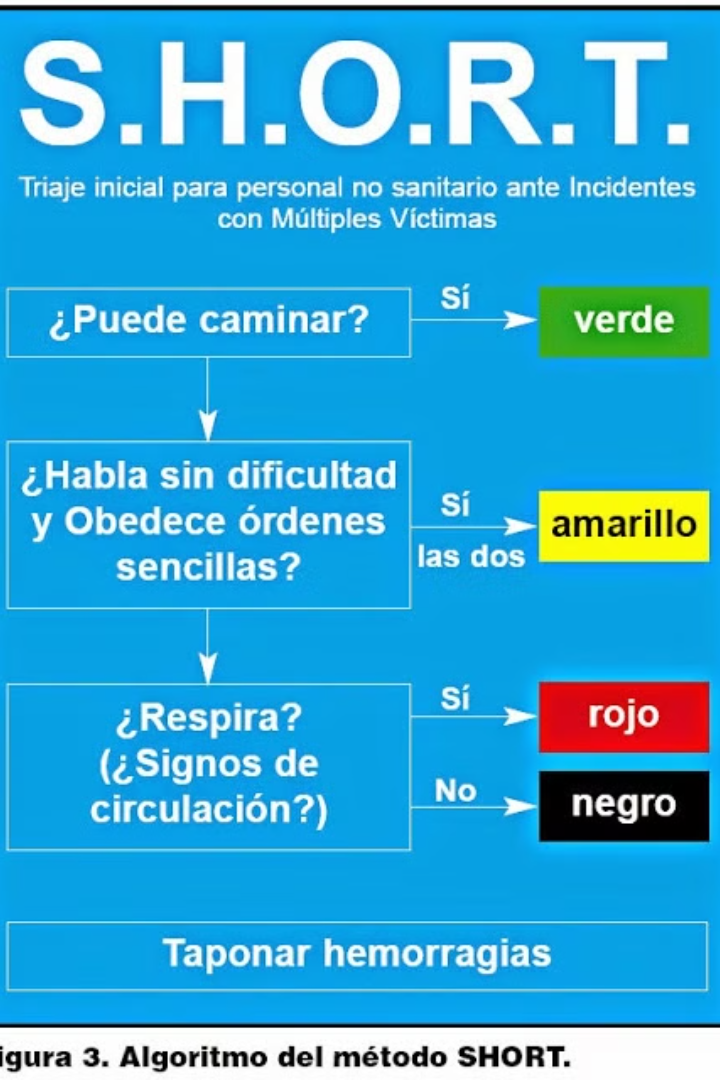 S.H.O.R.T.
Triaje inicial para personal no sanitario ante Incidentes
con Múltiples Víctimas
¿Puede caminar?
Sí
verde
¿Habla sin dificultad
y Obedece órdenes
sencillas?
Sí
las dos
amarillo
¿Respira?
(¿Signos de
circulación?)
Sí
rojo
No
negro
Taponar hemorragias
igura 3. Algoritmo del método SHORT.